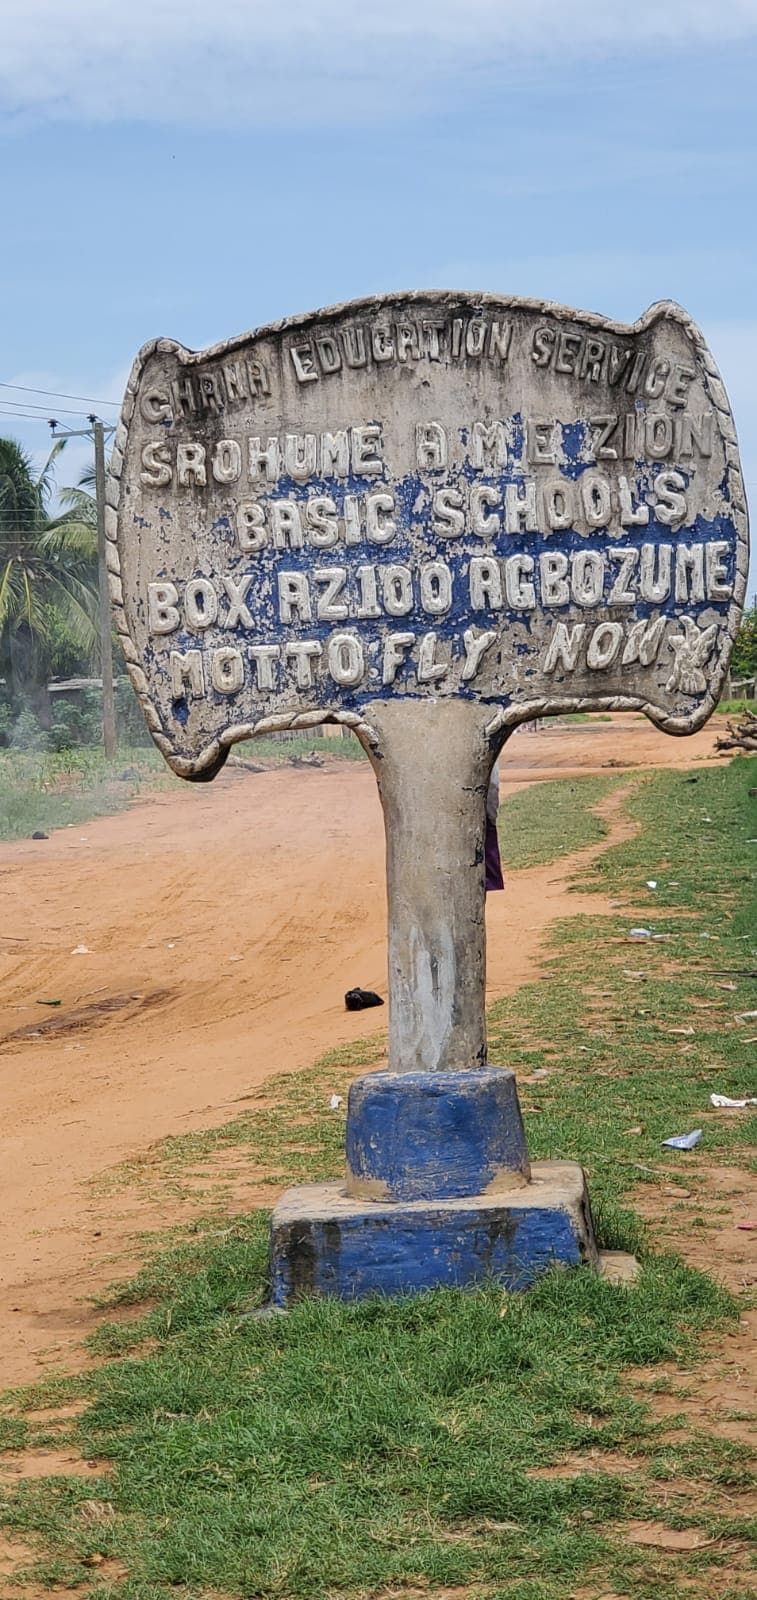 GHANA EDUCATION SERVICE
SROHUME A M E ZION
BASIC SCHOOLS
BOX AZ100 AGBOZUME
MOTTO: FLY NOW